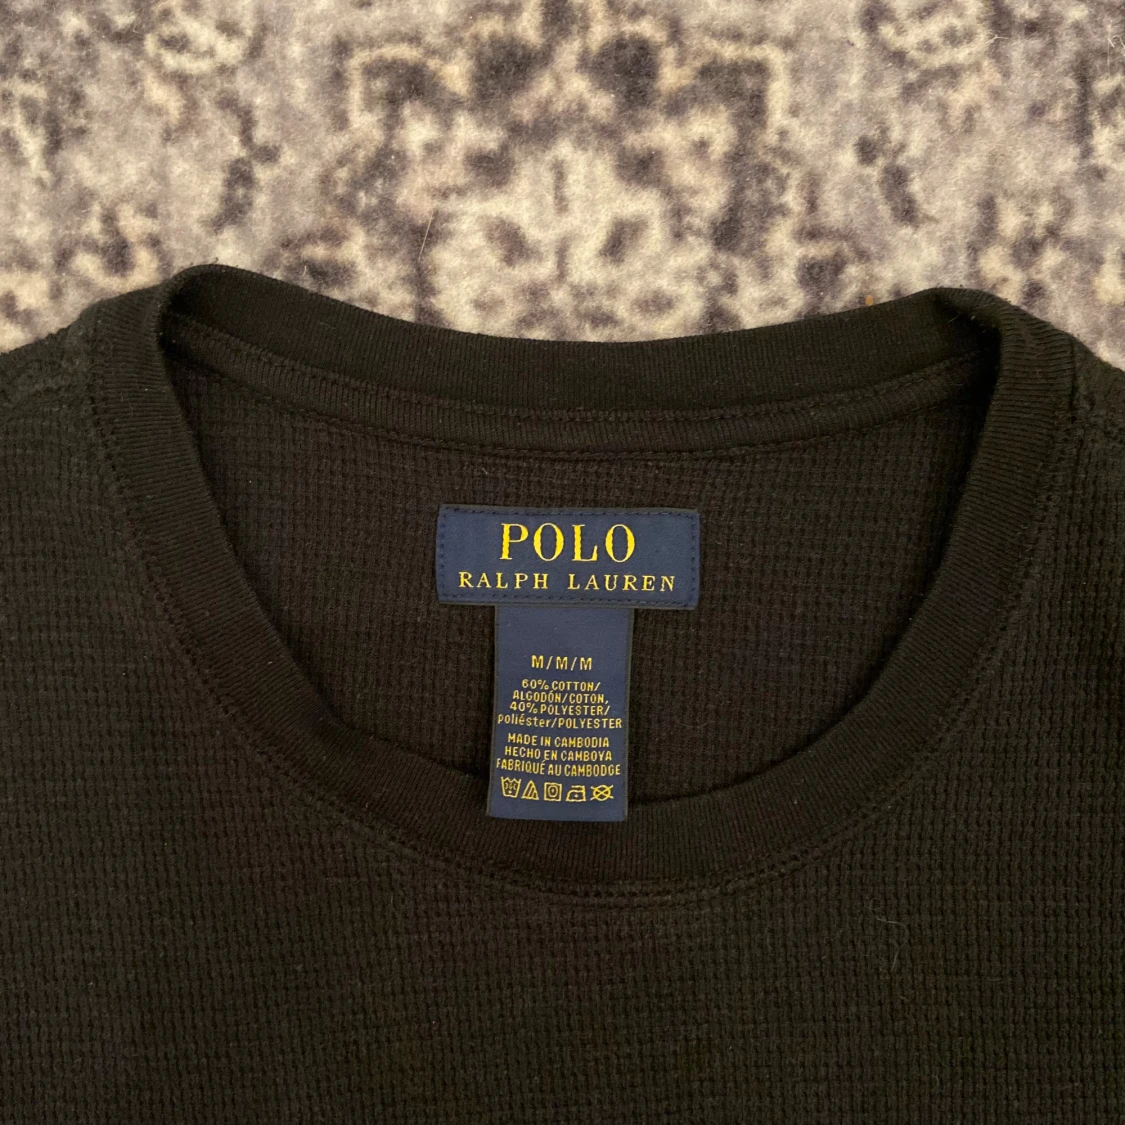 POLO
RALPH LAUREN
M/M/M
60% COTTON/
ALGODÓN/COTON,
40% POLYESTER/
poliéster/POLYESTER
MADE IN CAMBODIA
HECHO EN CAMBOYA
FABRIQUÉ AU CAMBODGE